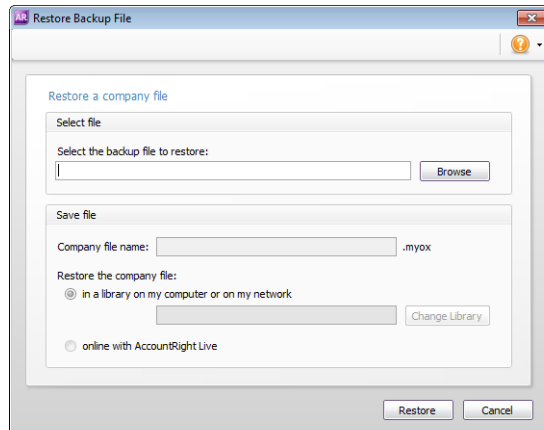 AR Restore Backup File
Restore a company file
Select file
Select the backup file to restore:
Browse
Save file
Company file name: .myox
Restore the company file:
in a library on my computer or on my network
Change Library
online with AccountRight Live
Restore Cancel